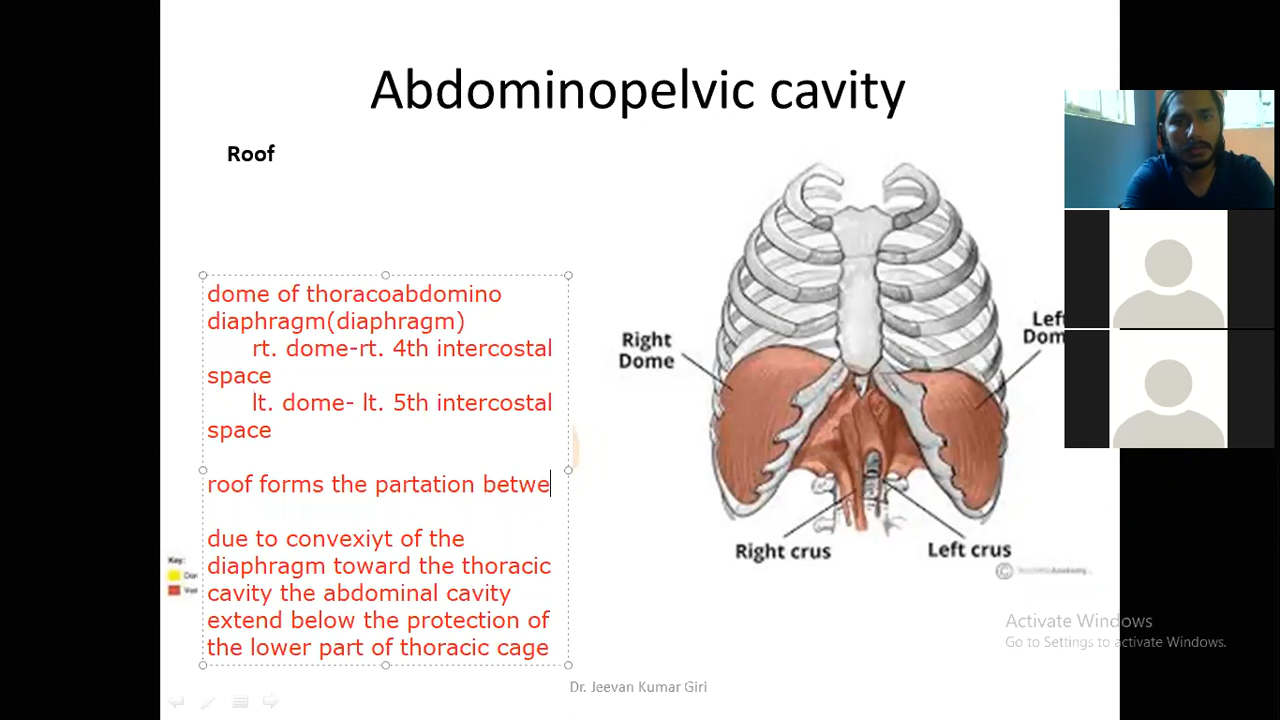 Abdominopelvic cavity
Roof
dome of thoracoabdomino
diaphragm(diaphragm)
rt. dome-rt. 4th intercostal
space
lt. dome- lt. 5th intercostal
space
roof forms the partation betwe
due to convexiyt of the
diaphragm toward the thoracic
cavity the abdominal cavity
extend below the protection of
the lower part of thoracic cage
Right
Dome
Left
Dom
Right crus
Left crus
Key:
Activate Windows
Go to Settings to activate Windows.
Dr. Jeevan Kumar Giri